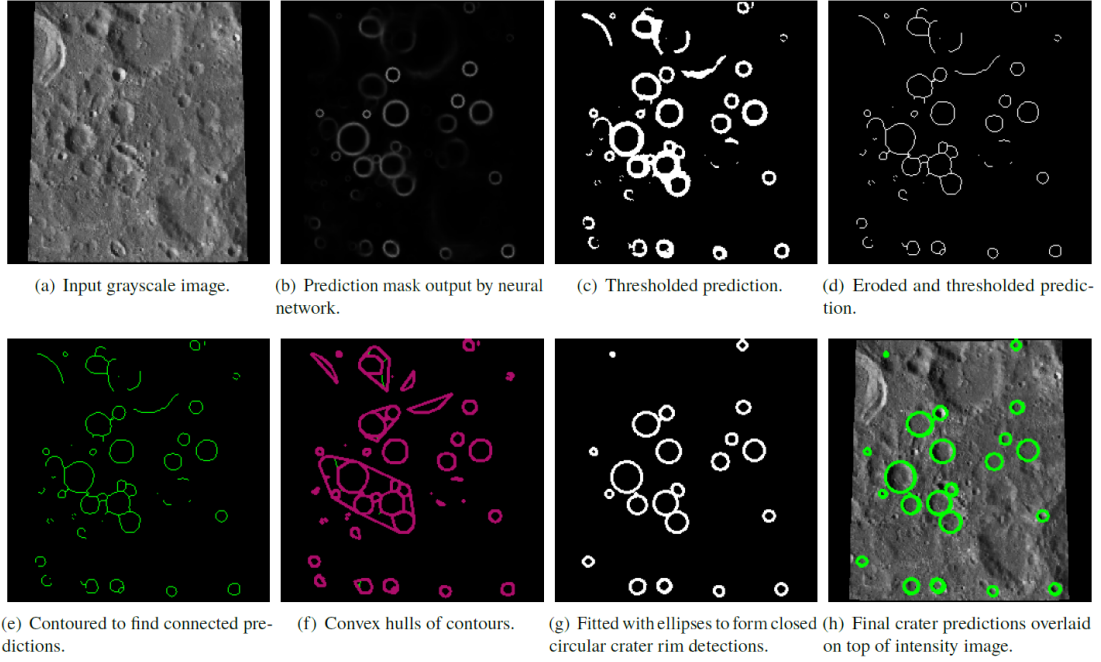 (a) Input grayscale image.
(b) Prediction mask output by neural
network.
(c) Thresholded prediction.
(d) Eroded and thresholded predic-
tion.
(e) Contoured to find connected pre-
dictions.
(f) Convex hulls of contours.
(g) Fitted with ellipses to form closed
circular crater rim detections.
(h) Final crater predictions overlaid
on top of intensity image.